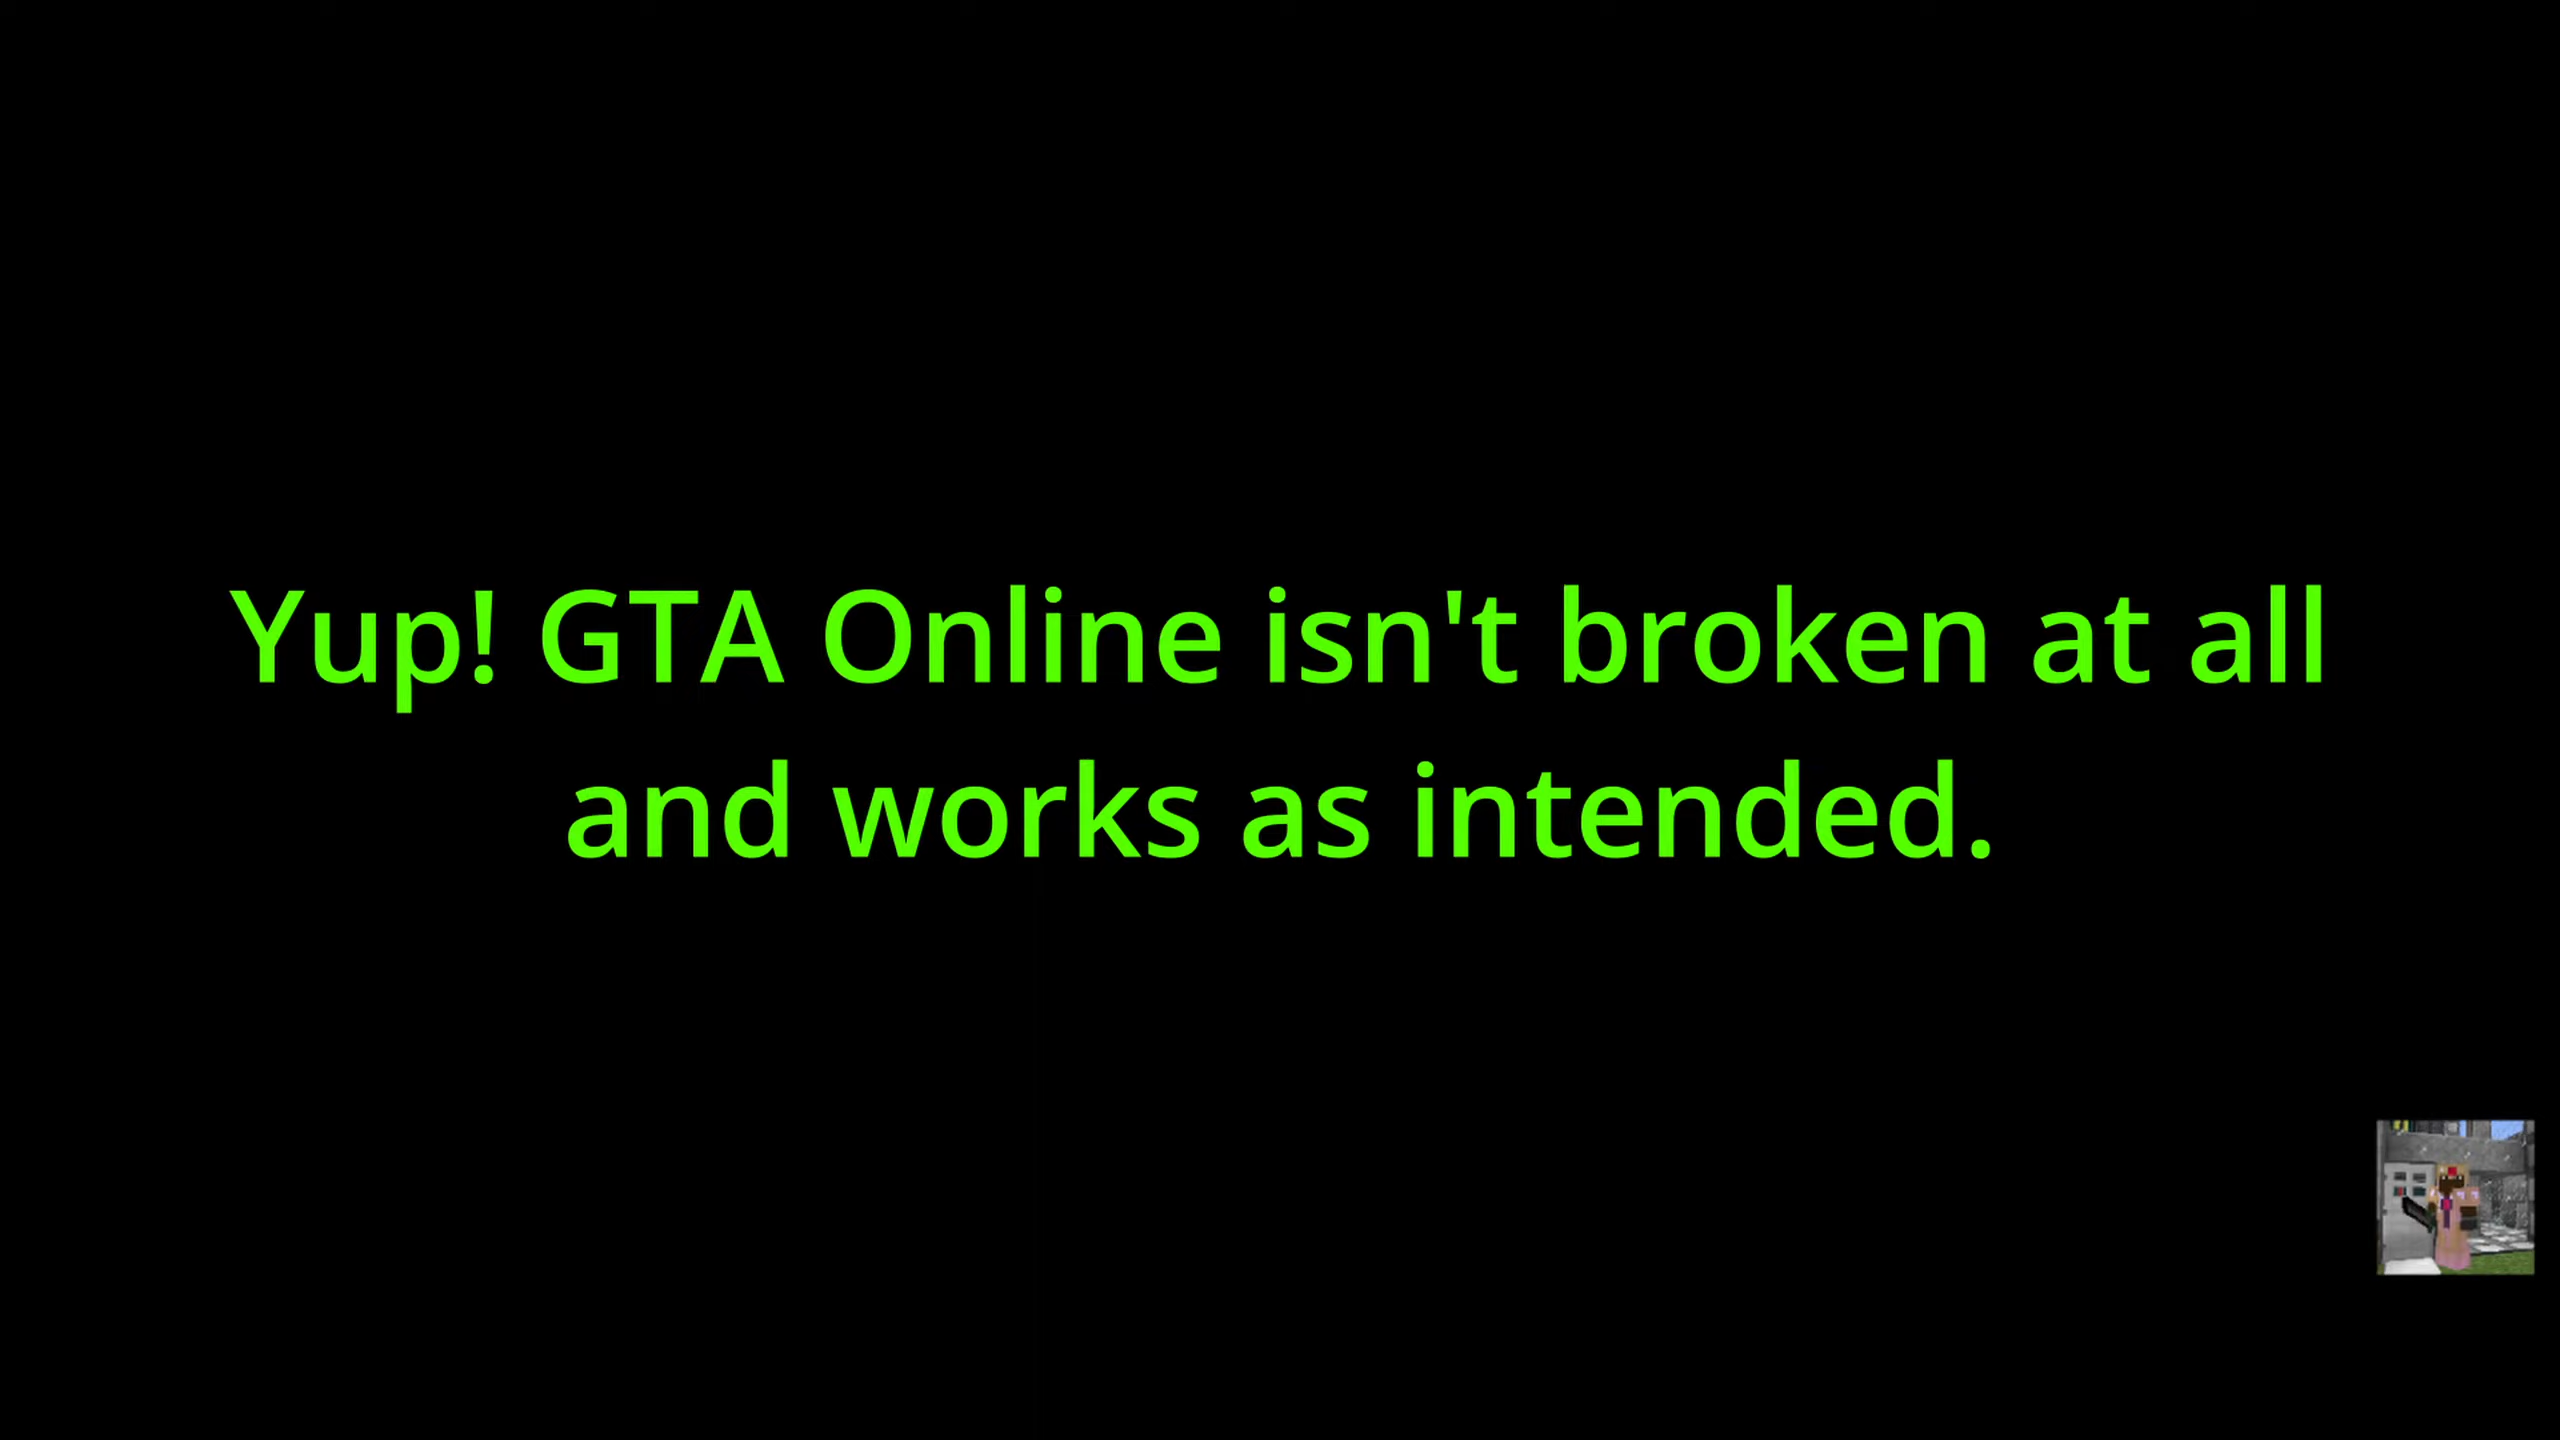 Yup! GTA Online isn't broken at all
and works as intended.